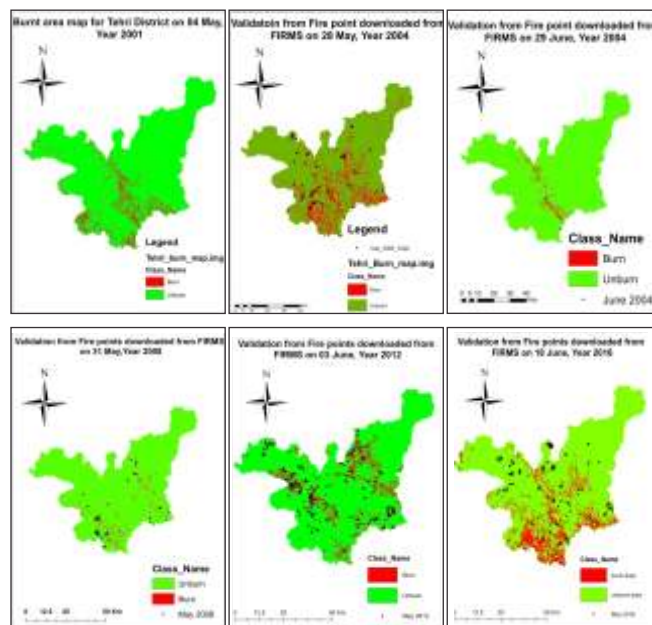 Burnt area map for Tehri District on 04 May,
Year 2001
N
Legend
Tehri_burn_map.img
Class_Name
Burn
Unburn
Validatoin from Fire point downloaded from
FIRMS on 28 May, Year 2004
N
Legend
Tehri_Burn_map.img
Class_Name
Burn
Unburn
Validation from Fire point downloaded from
FIRMS on 29 June, Year 2004
N
Class_Name
Burn
Unburn
June 2004
Validation from Fire points downloaded from FIRMS
on 31 May, Year 2008
N
Class_Name
Unburn
Burn
May 2008
Validation from Fire points downloaded from
FIRMS on 03 June, Year 2012
N
Class_Name
Burn
Unburn
May 2012
Validation from Fire points downloaded from
FIRMS on 10 June, Year 2016
N
Class_Name